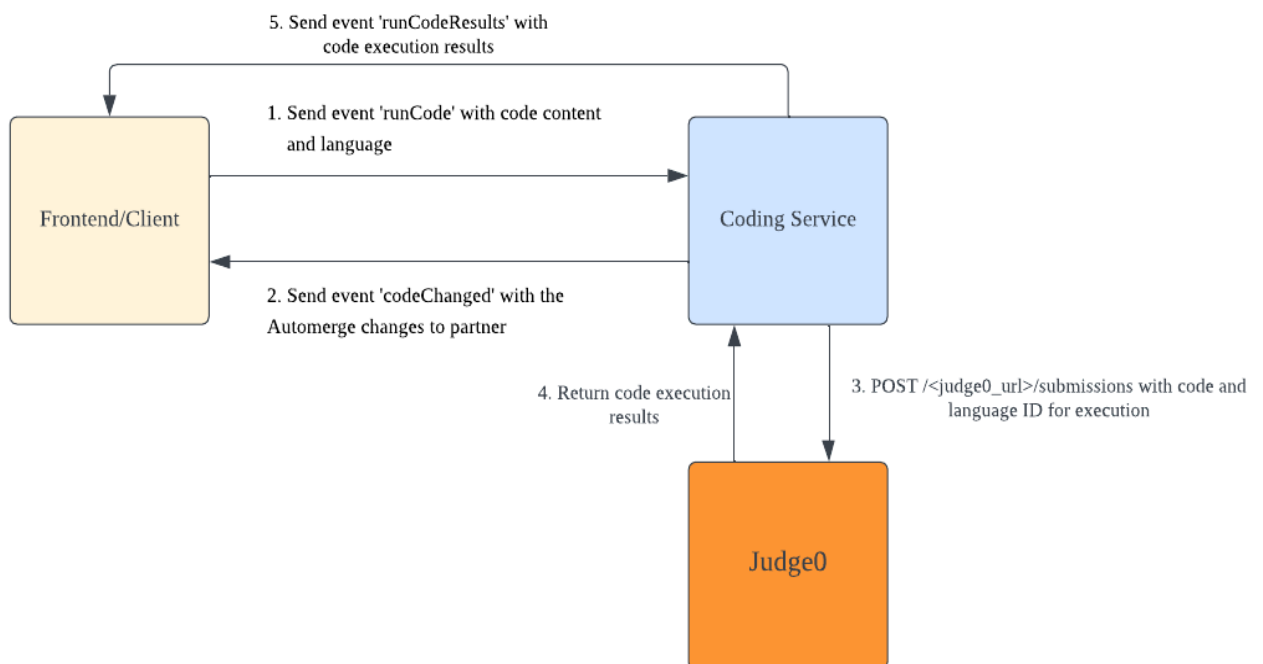 5. Send event 'runCodeResults' with
code execution results
1. Send event 'runCode' with code content
and language
Frontend/Client
Coding Service
2. Send event 'codeChanged' with the
Automerge changes to partner
4. Return code execution
results
3. POST /<judge0_url>/submissions with code and
language ID for execution
Judge0